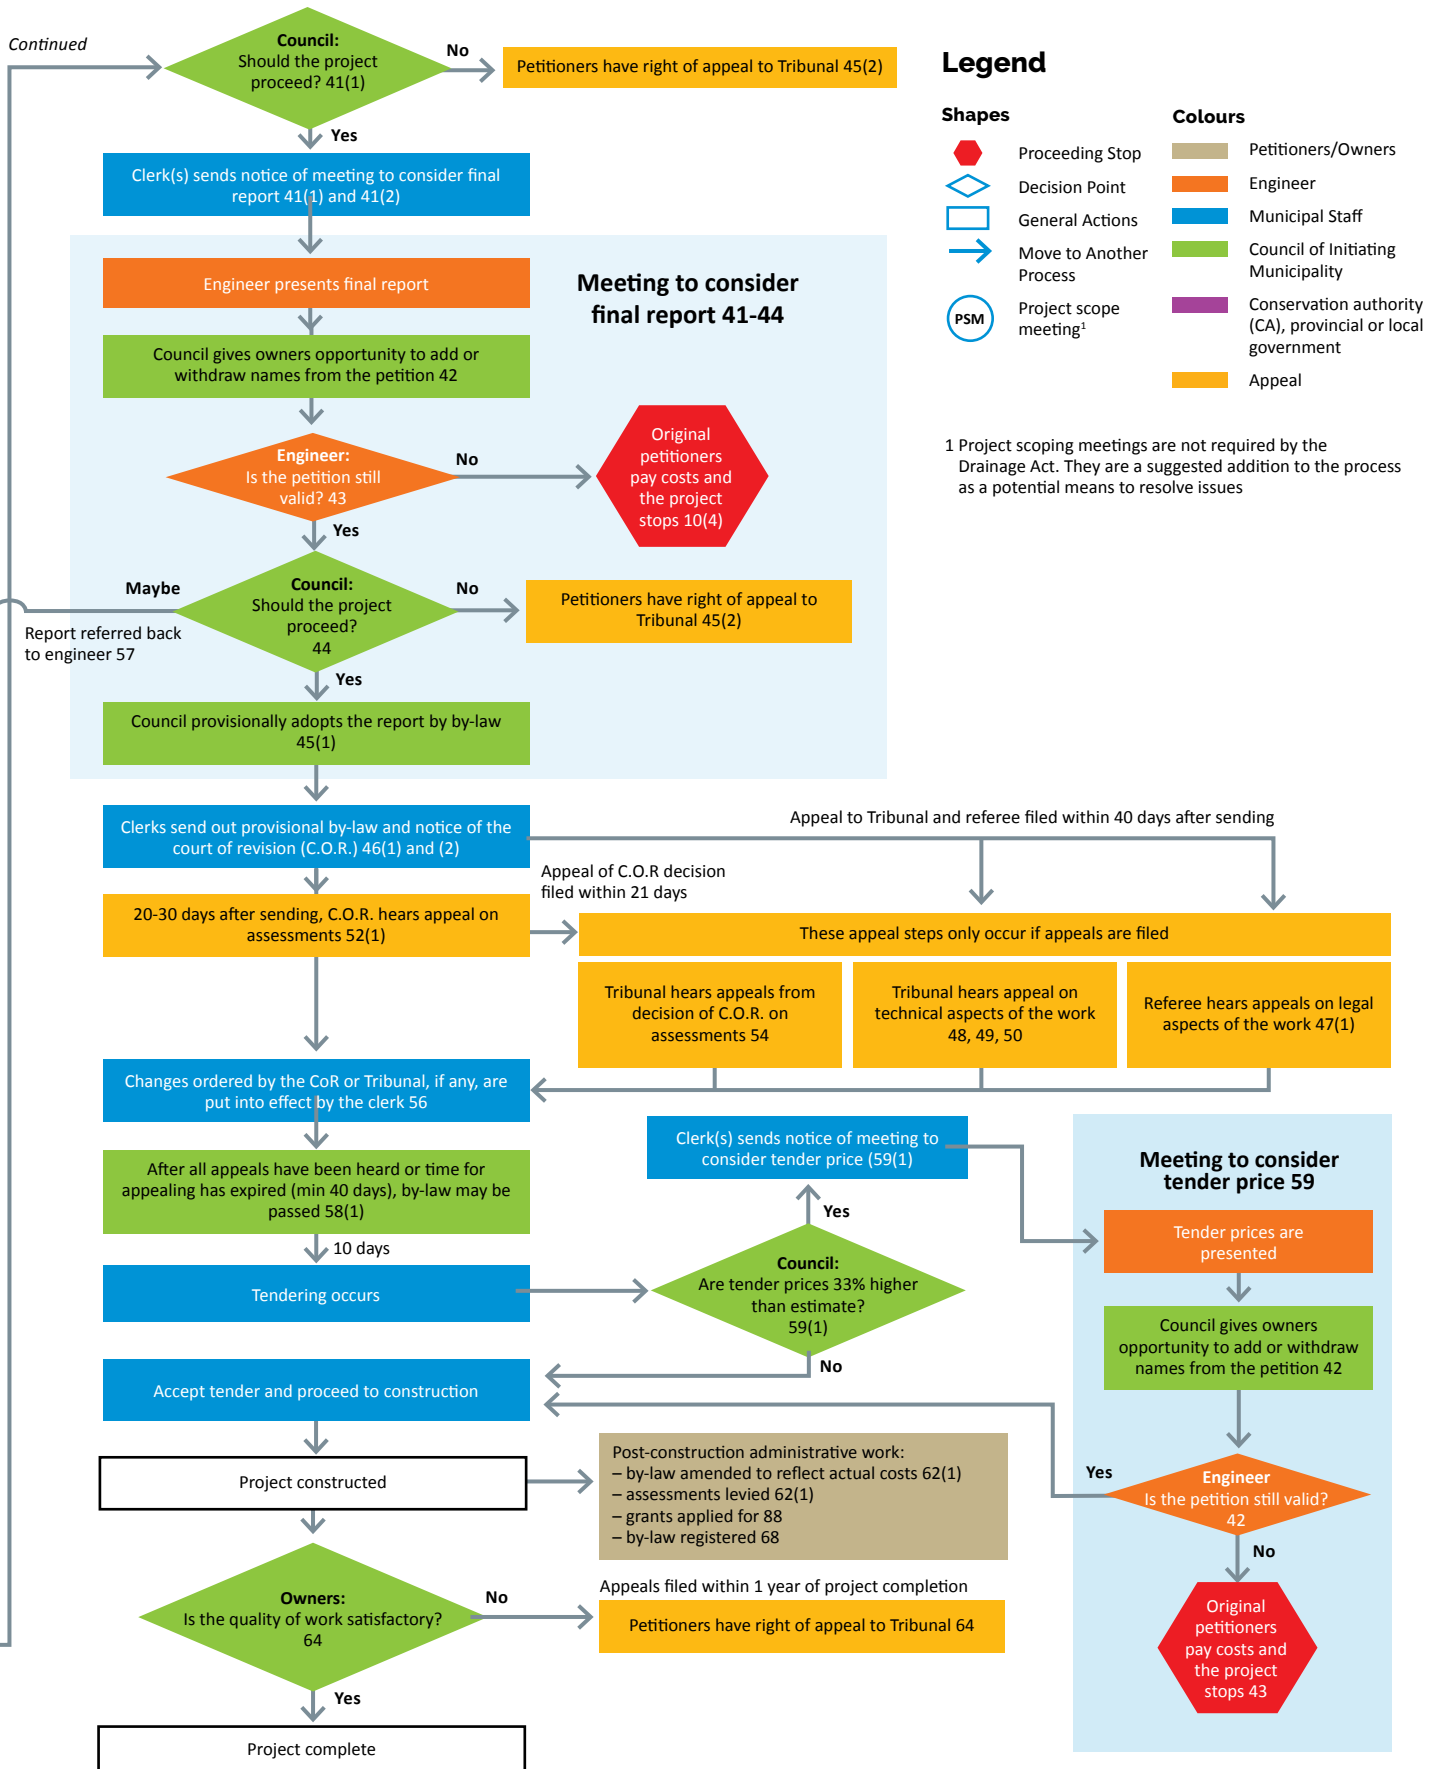 Continued
Council:
Should the project
proceed? 41(1)
No
Petitioners have right of appeal to Tribunal 45(2)
Yes
Clerk(s) sends notice of meeting to consider final
report 41(1) and 41(2)
Legend
Shapes
Proceeding Stop
Decision Point
General Actions
Move to Another
Process
PSM
Project scope
meeting1
Colours
Petitioners/Owners
Engineer
Municipal Staff
Council of Initiating
Municipality
Conservation authority
(CA), provincial or local
government
Appeal
1 Project scoping meetings are not required by the
Drainage Act. They are a suggested addition to the process
as a potential means to resolve issues
Meeting to consider
final report 41-44
Engineer presents final report
Council gives owners opportunity to add or
withdraw names from the petition 42
Engineer:
Is the petition still
valid? 43
No
Original
petitioners
pay costs and
the project
stops 10(4)
Yes
Council:
Should the project
proceed?
44
Maybe
Report referred back
to engineer 57
No
Petitioners have right of appeal to
Tribunal 45(2)
Yes
Council provisionally adopts the report by by-law
45(1)
Clerks send out provisional by-law and notice of the
court of revision (C.O.R.) 46(1) and (2)
Appeal to Tribunal and referee filed within 40 days after sending
Appeal of C.O.R decision
filed within 21 days
20-30 days after sending, C.O.R. hears appeal on
assessments 52(1)
These appeal steps only occur if appeals are filed
Tribunal hears appeals from
decision of C.O.R. on
assessments 54
Tribunal hears appeal on
technical aspects of the work
48, 49, 50
Referee hears appeals on legal
aspects of the work 47(1)
Changes ordered by the CoR or Tribunal, if any, are
put into effect by the clerk 56
After all appeals have been heard or time for
appealing has expired (min 40 days), by-law may be
passed 58(1)
10 days
Tendering occurs
Council:
Are tender prices 33% higher
than estimate?
59(1)
Yes
Clerk(s) sends notice of meeting to
consider tender price (59(1)
No
Meeting to consider
tender price 59
Tender prices are
presented
Council gives owners
opportunity to add or withdraw
names from the petition 42
Engineer
Is the petition still valid?
42
Yes
No
Original
petitioners
pay costs and
the project
stops 43
Accept tender and proceed to construction
Project constructed
Post-construction administrative work:
– by-law amended to reflect actual costs 62(1)
– assessments levied 62(1)
– grants applied for 88
– by-law registered 68
Owners:
Is the quality of work satisfactory?
64
No
Appeals filed within 1 year of project completion
Petitioners have right of appeal to Tribunal 64
Yes
Project complete